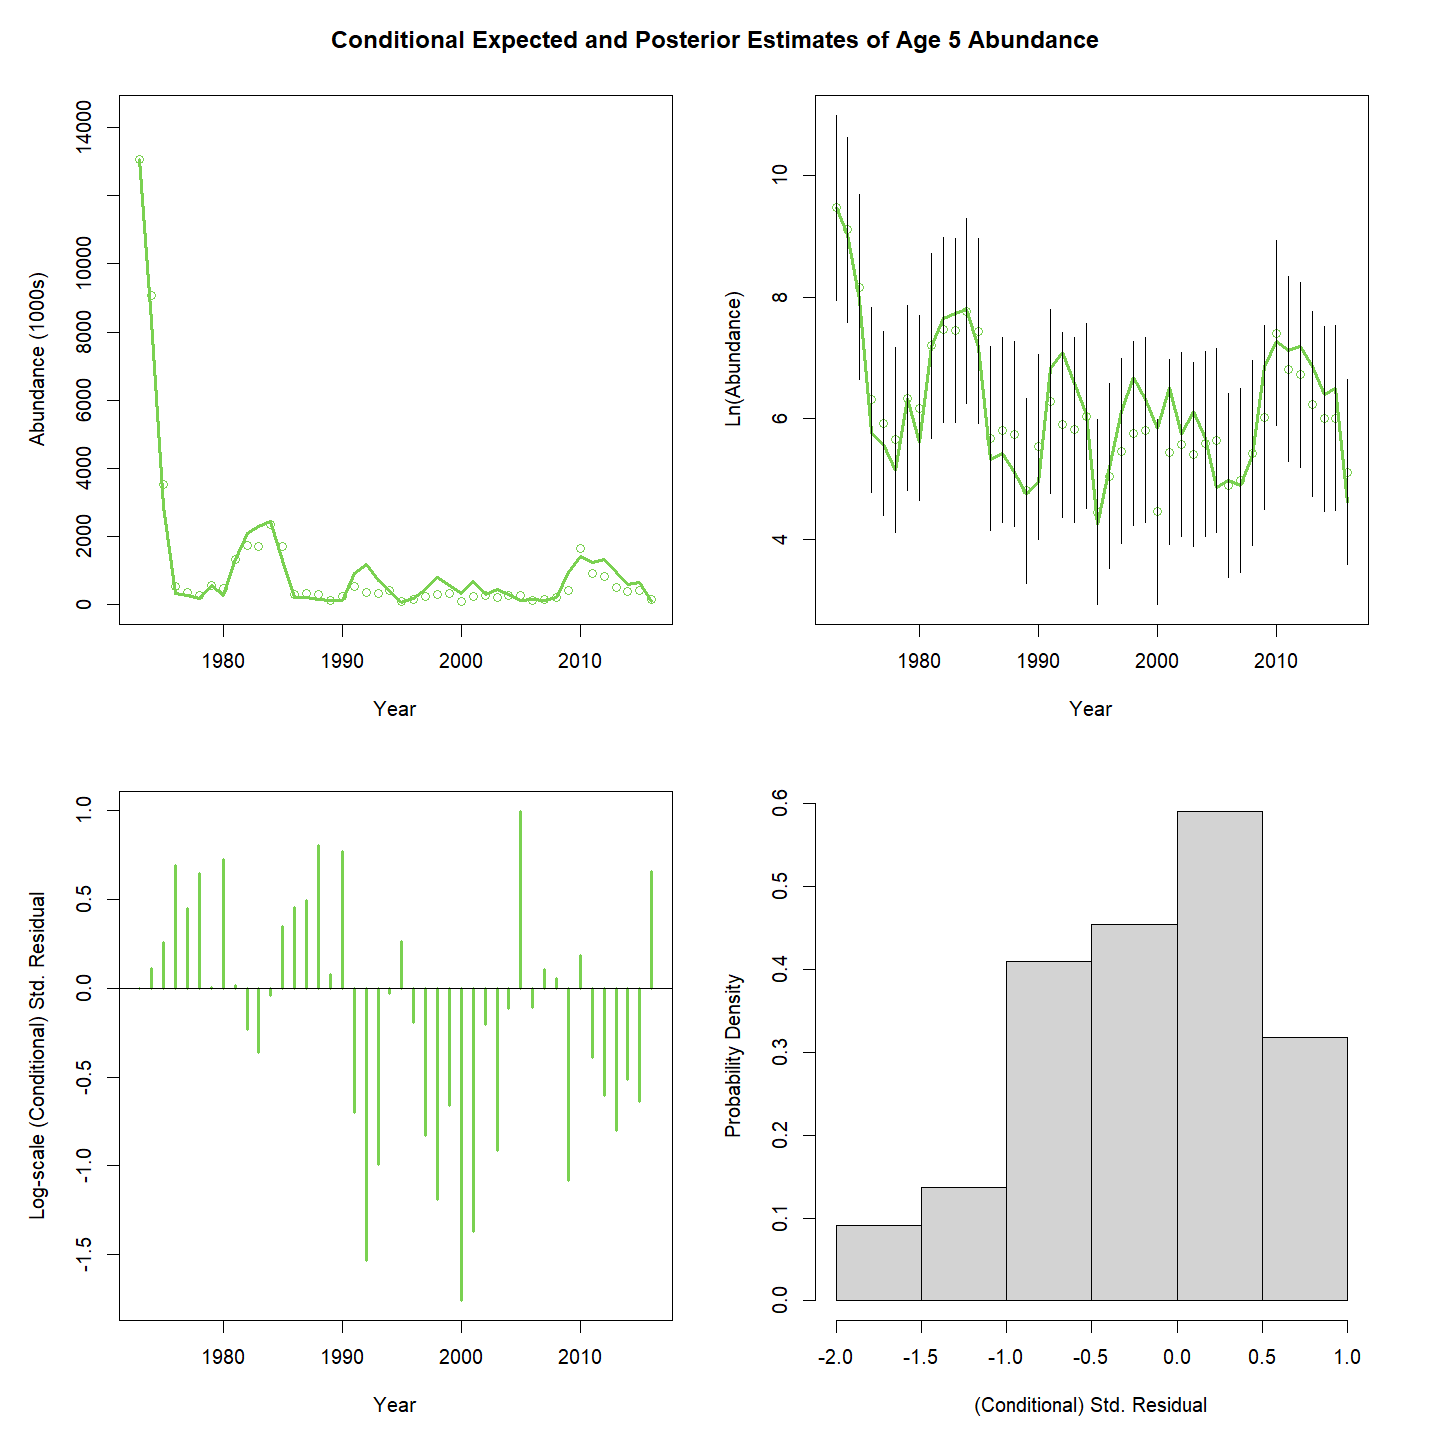 Conditional Expected and Posterior Estimates of Age 5 Abundance
Abundance (1000s)
14000
10000
8000
6000
4000
2000
0
1980 1990 2000 2010
Year
Ln(Abundance)
10
8
6
4
1980 1990 2000 2010
Year
Log-scale (Conditional) Std. Residual
1.0
0.5
0.0
-0.5
-1.0
-1.5
1980 1990 2000 2010
Year
Probability Density
0.6
0.5
0.4
0.3
0.2
0.1
0.0
-2.0 -1.5 -1.0 -0.5 0.0 0.5 1.0
(Conditional) Std. Residual